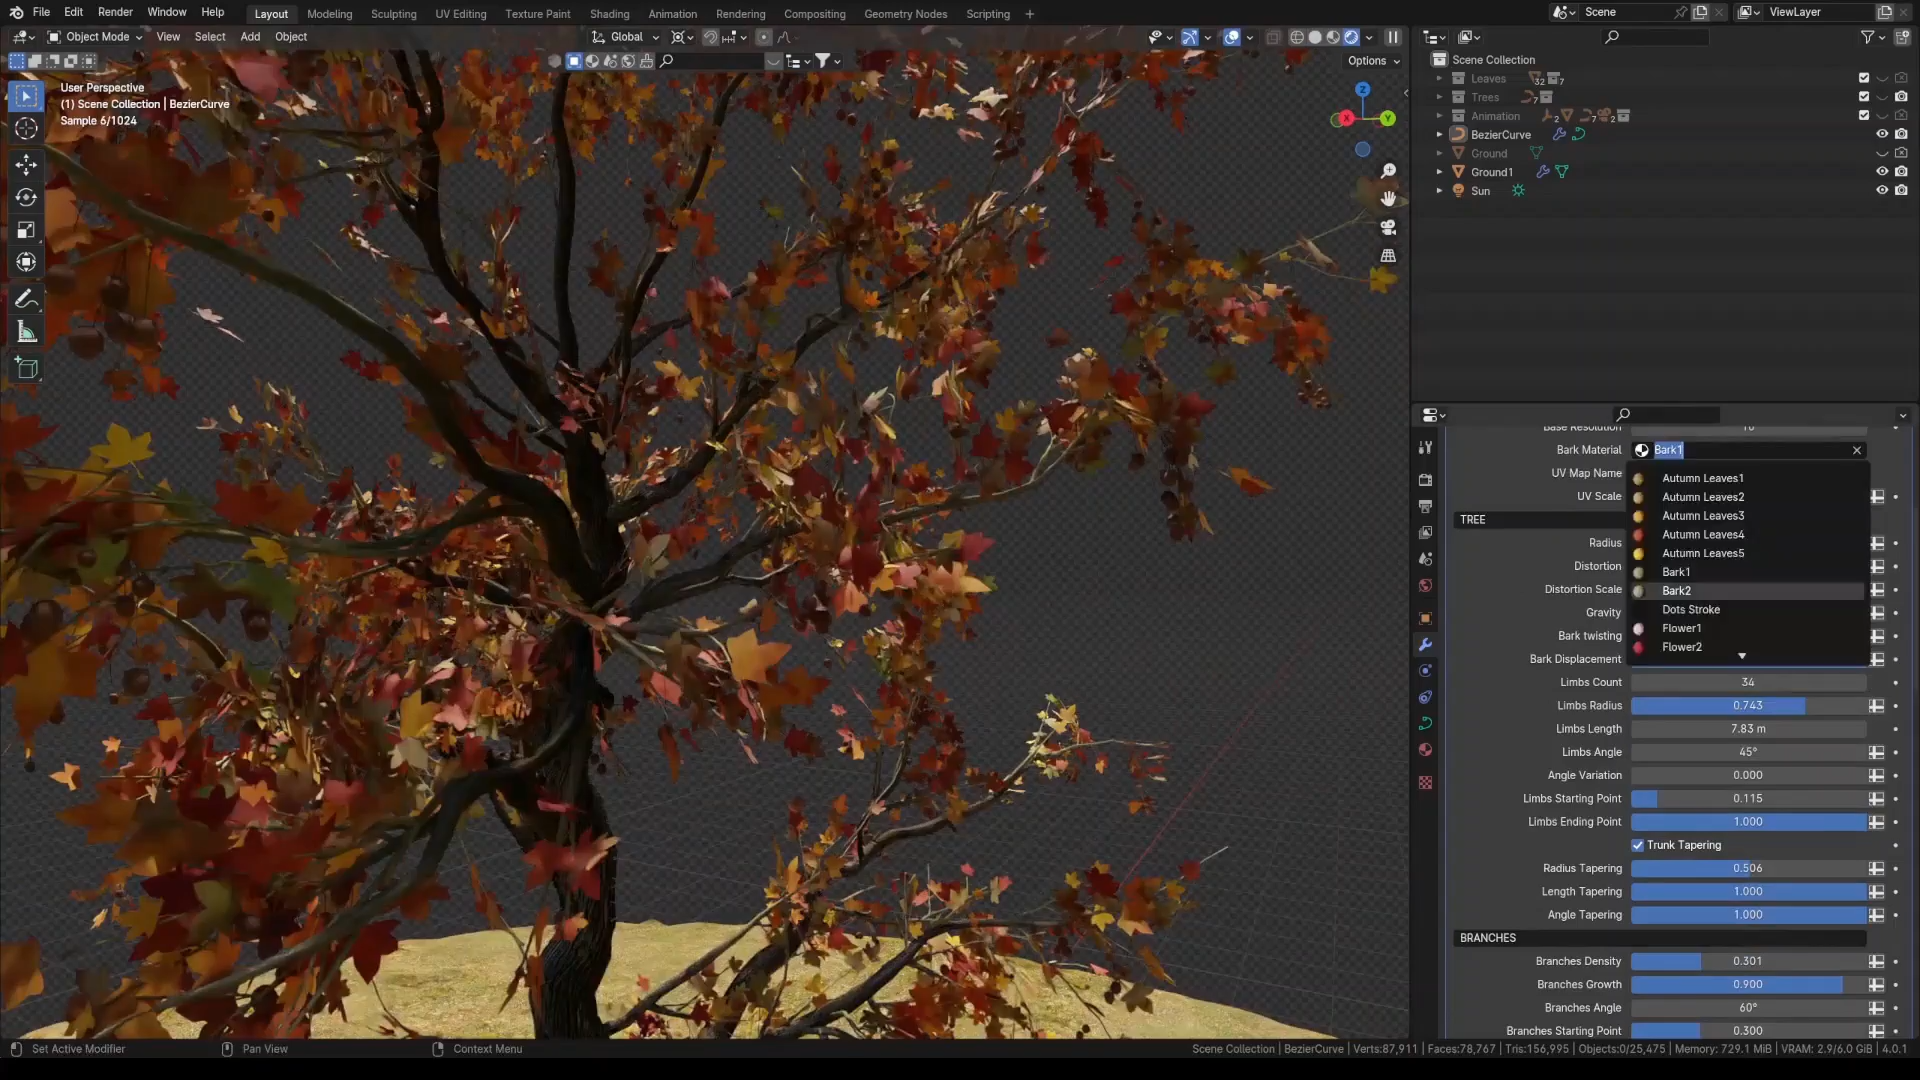 File Edit Render Window Help Layout Modeling Sculpting UV Editing Texture Paint Shading Animation Rendering Compositing Geometry Nodes Scripting + Scene ViewLayer
Object Mode View Select Add Object Global
Options
User Perspective
(1) Scene Collection | BezierCurve
Sample 6/1024
Z
X Y
Scene Collection
Leaves 32 7
Trees 7
Animation 2 7 2
BezierCurve
Ground
Ground1
Sun
Base Resolution 16
Bark Material Bark1
UV Map Name
UV Scale
Autumn Leaves1
Autumn Leaves2
Autumn Leaves3
Autumn Leaves4
Autumn Leaves5
Bark1
Bark2
Dots Stroke
Flower1
Flower2
TREE
Radius
Distortion
Distortion Scale
Gravity
Bark twisting
Bark Displacement
Limbs Count 34
Limbs Radius 0.743
Limbs Length 7.83 m
Limbs Angle 45°
Angle Variation 0.000
Limbs Starting Point 0.115
Limbs Ending Point 1.000
Trunk Tapering
Radius Tapering 0.506
Length Tapering 1.000
Angle Tapering 1.000
BRANCHES
Branches Density 0.301
Branches Growth 0.900
Branches Angle 60°
Branches Starting Point 0.300
Set Active Modifier Pan View Context Menu Scene Collection | BezierCurve | Verts:87,911 | Faces:78,767 | Tris:156,995 | Objects:0/25,475 | Memory: 729.1 MiB | VRAM: 2.9/6.0 GiB | 4.0.1